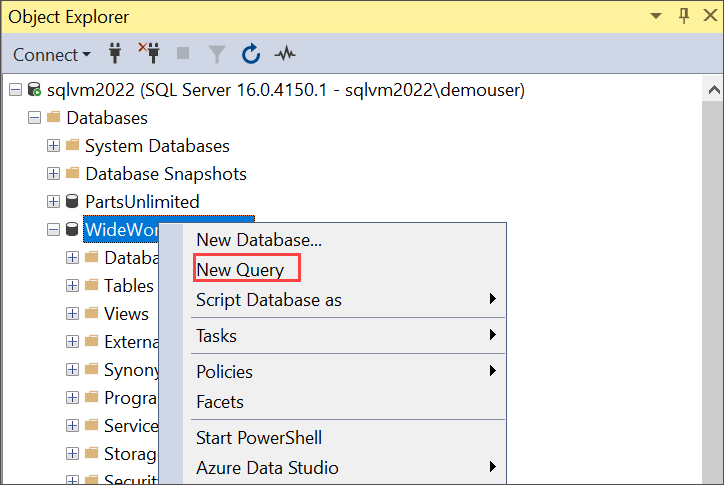 Object Explorer
Connect
sqlvm2022 (SQL Server 16.0.4150.1 - sqlvm2022\demouser)
Databases
System Databases
Database Snapshots
PartsUnlimited
WideWor
New Database...
Databa
New Query
Tables
Script Database as
Views
Externa
Tasks
Synony
Policies
Progra
Facets
Service
Start PowerShell
Storag
Azure Data Studio
Securit